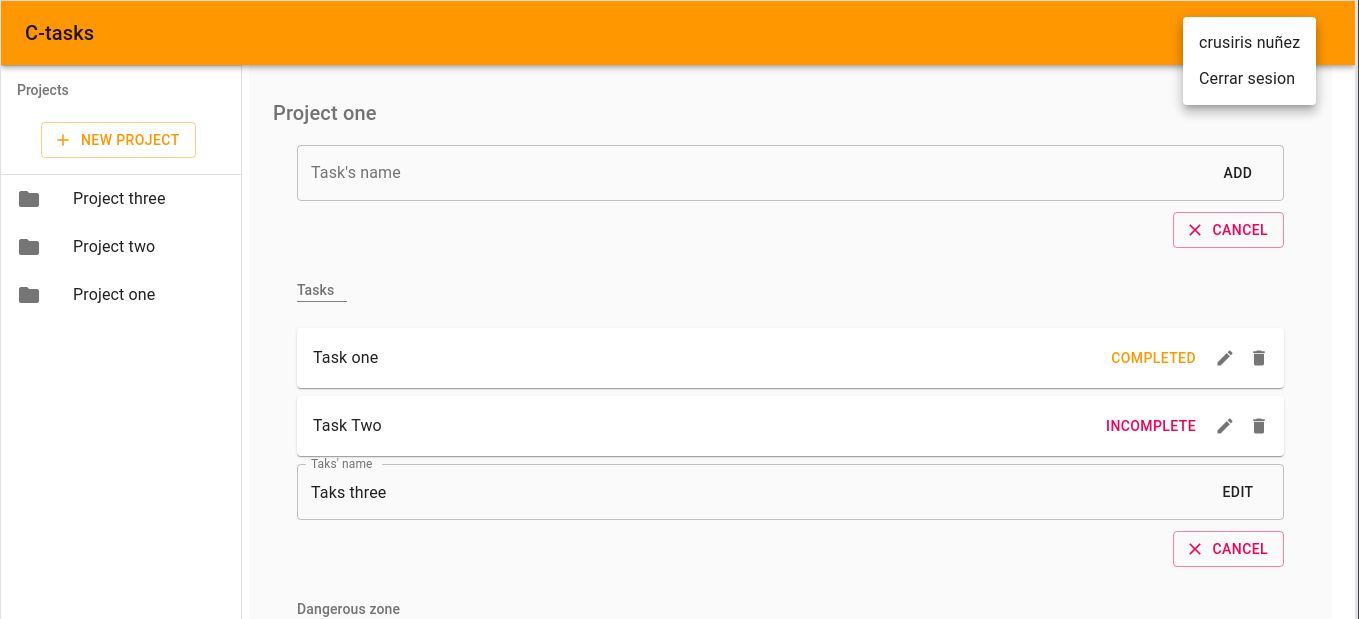 C-tasks
crusiris nuñez
Cerrar sesion
Projects
NEW PROJECT
Project three
Project two
Project one
Project one
Task's name
ADD
CANCEL
Tasks
Task one COMPLETED
Task Two INCOMPLETE
Taks' name
Taks three EDIT
CANCEL
Dangerous zone